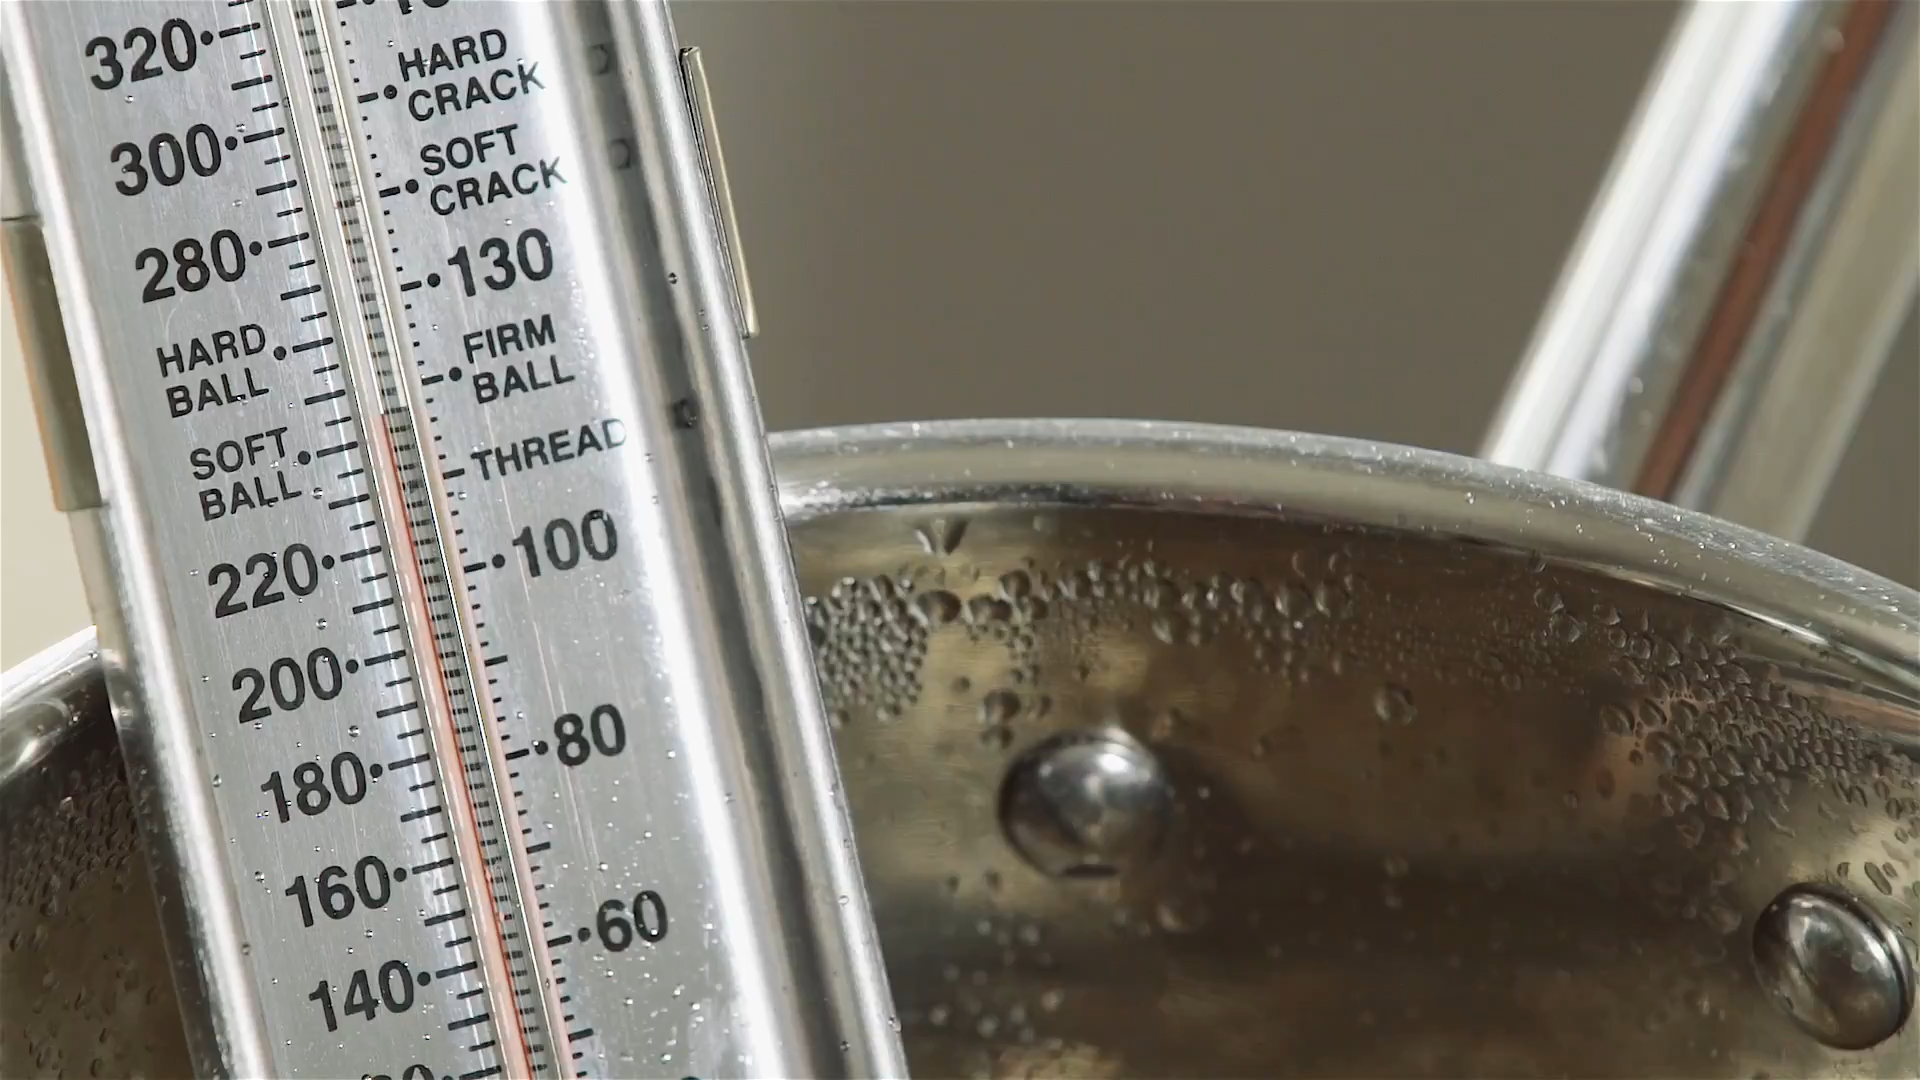 320
HARD
CRACK
300
SOFT
CRACK
280
130
HARD
BALL
FIRM
BALL
SOFT
BALL
THREAD
220
100
200
180
80
160
60
140